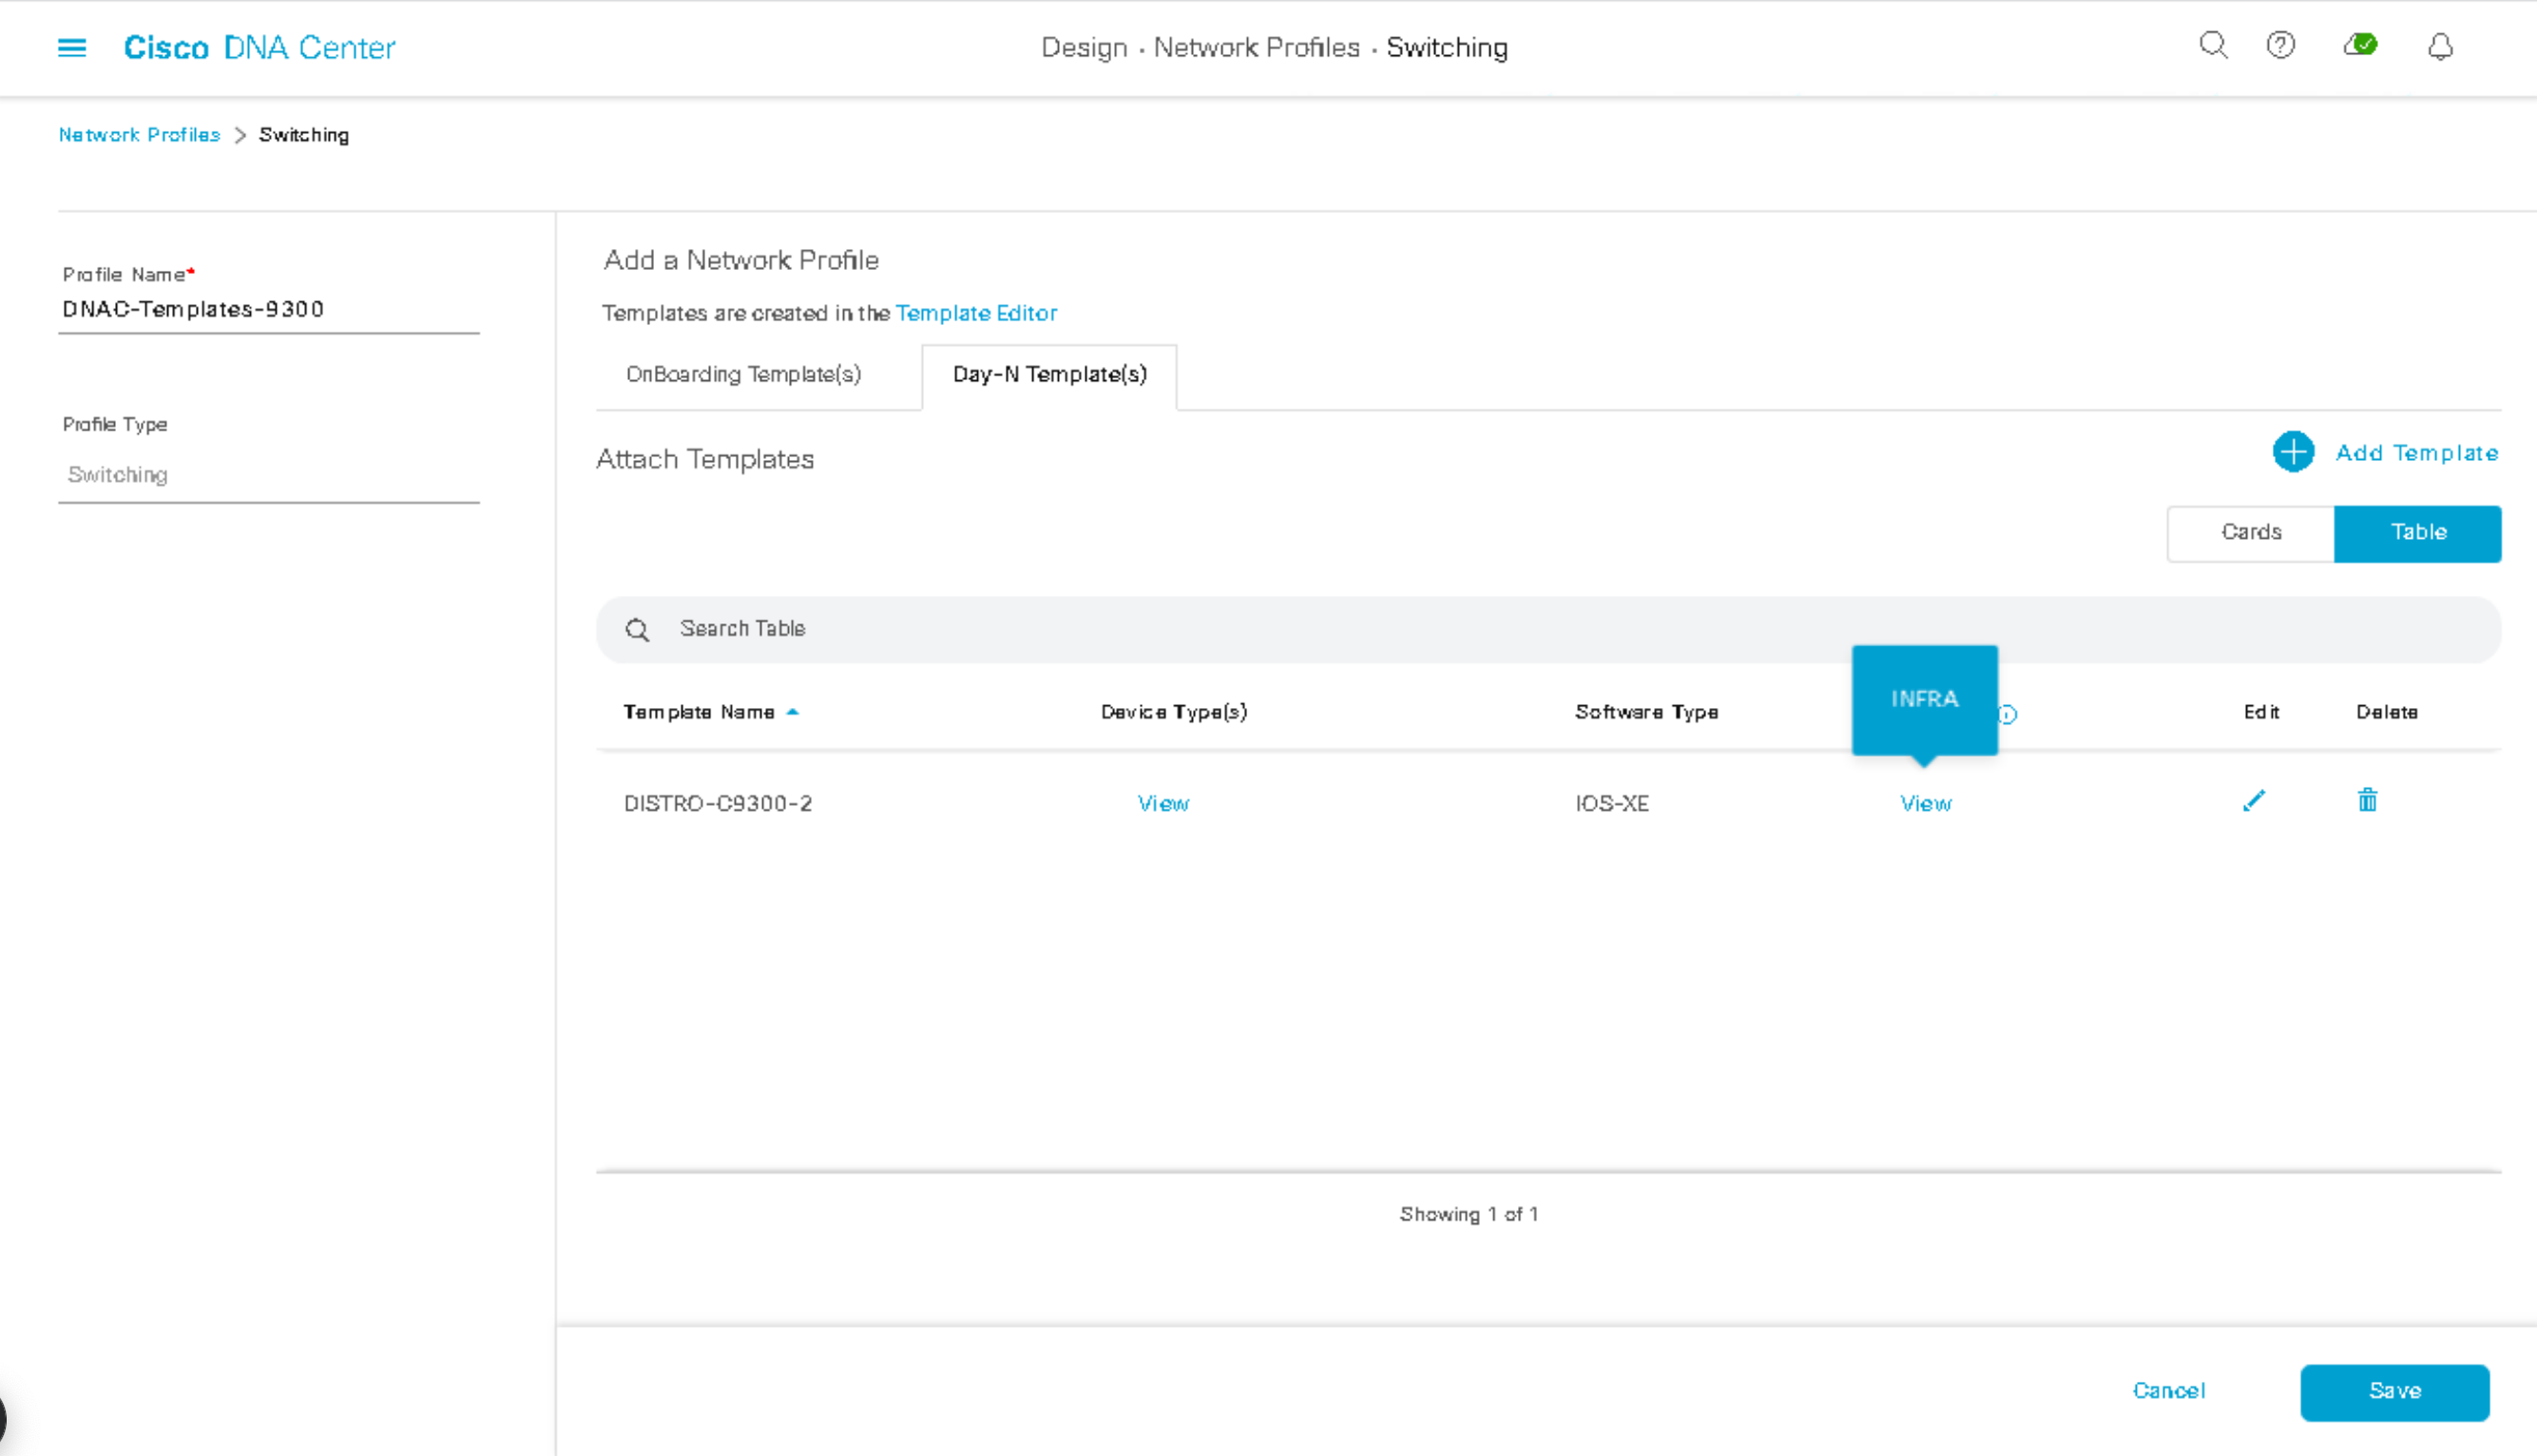 Cisco DNA Center
Design · Network Profiles · Switching
Network Profiles > Switching
Profile Name*
DNAC-Templates-9300
Profile Type
Switching
Add a Network Profile
Templates are created in the Template Editor
OnBoarding Template(s)
Day-N Template(s)
Attach Templates
Add Template
Cards
Table
Search Table
INFRA
Template Name
Device Type(s)
Software Type
Edit
Delete
DISTRO-C9300-2
View
IOS-XE
View
Showing 1 of 1
Cancel
Save